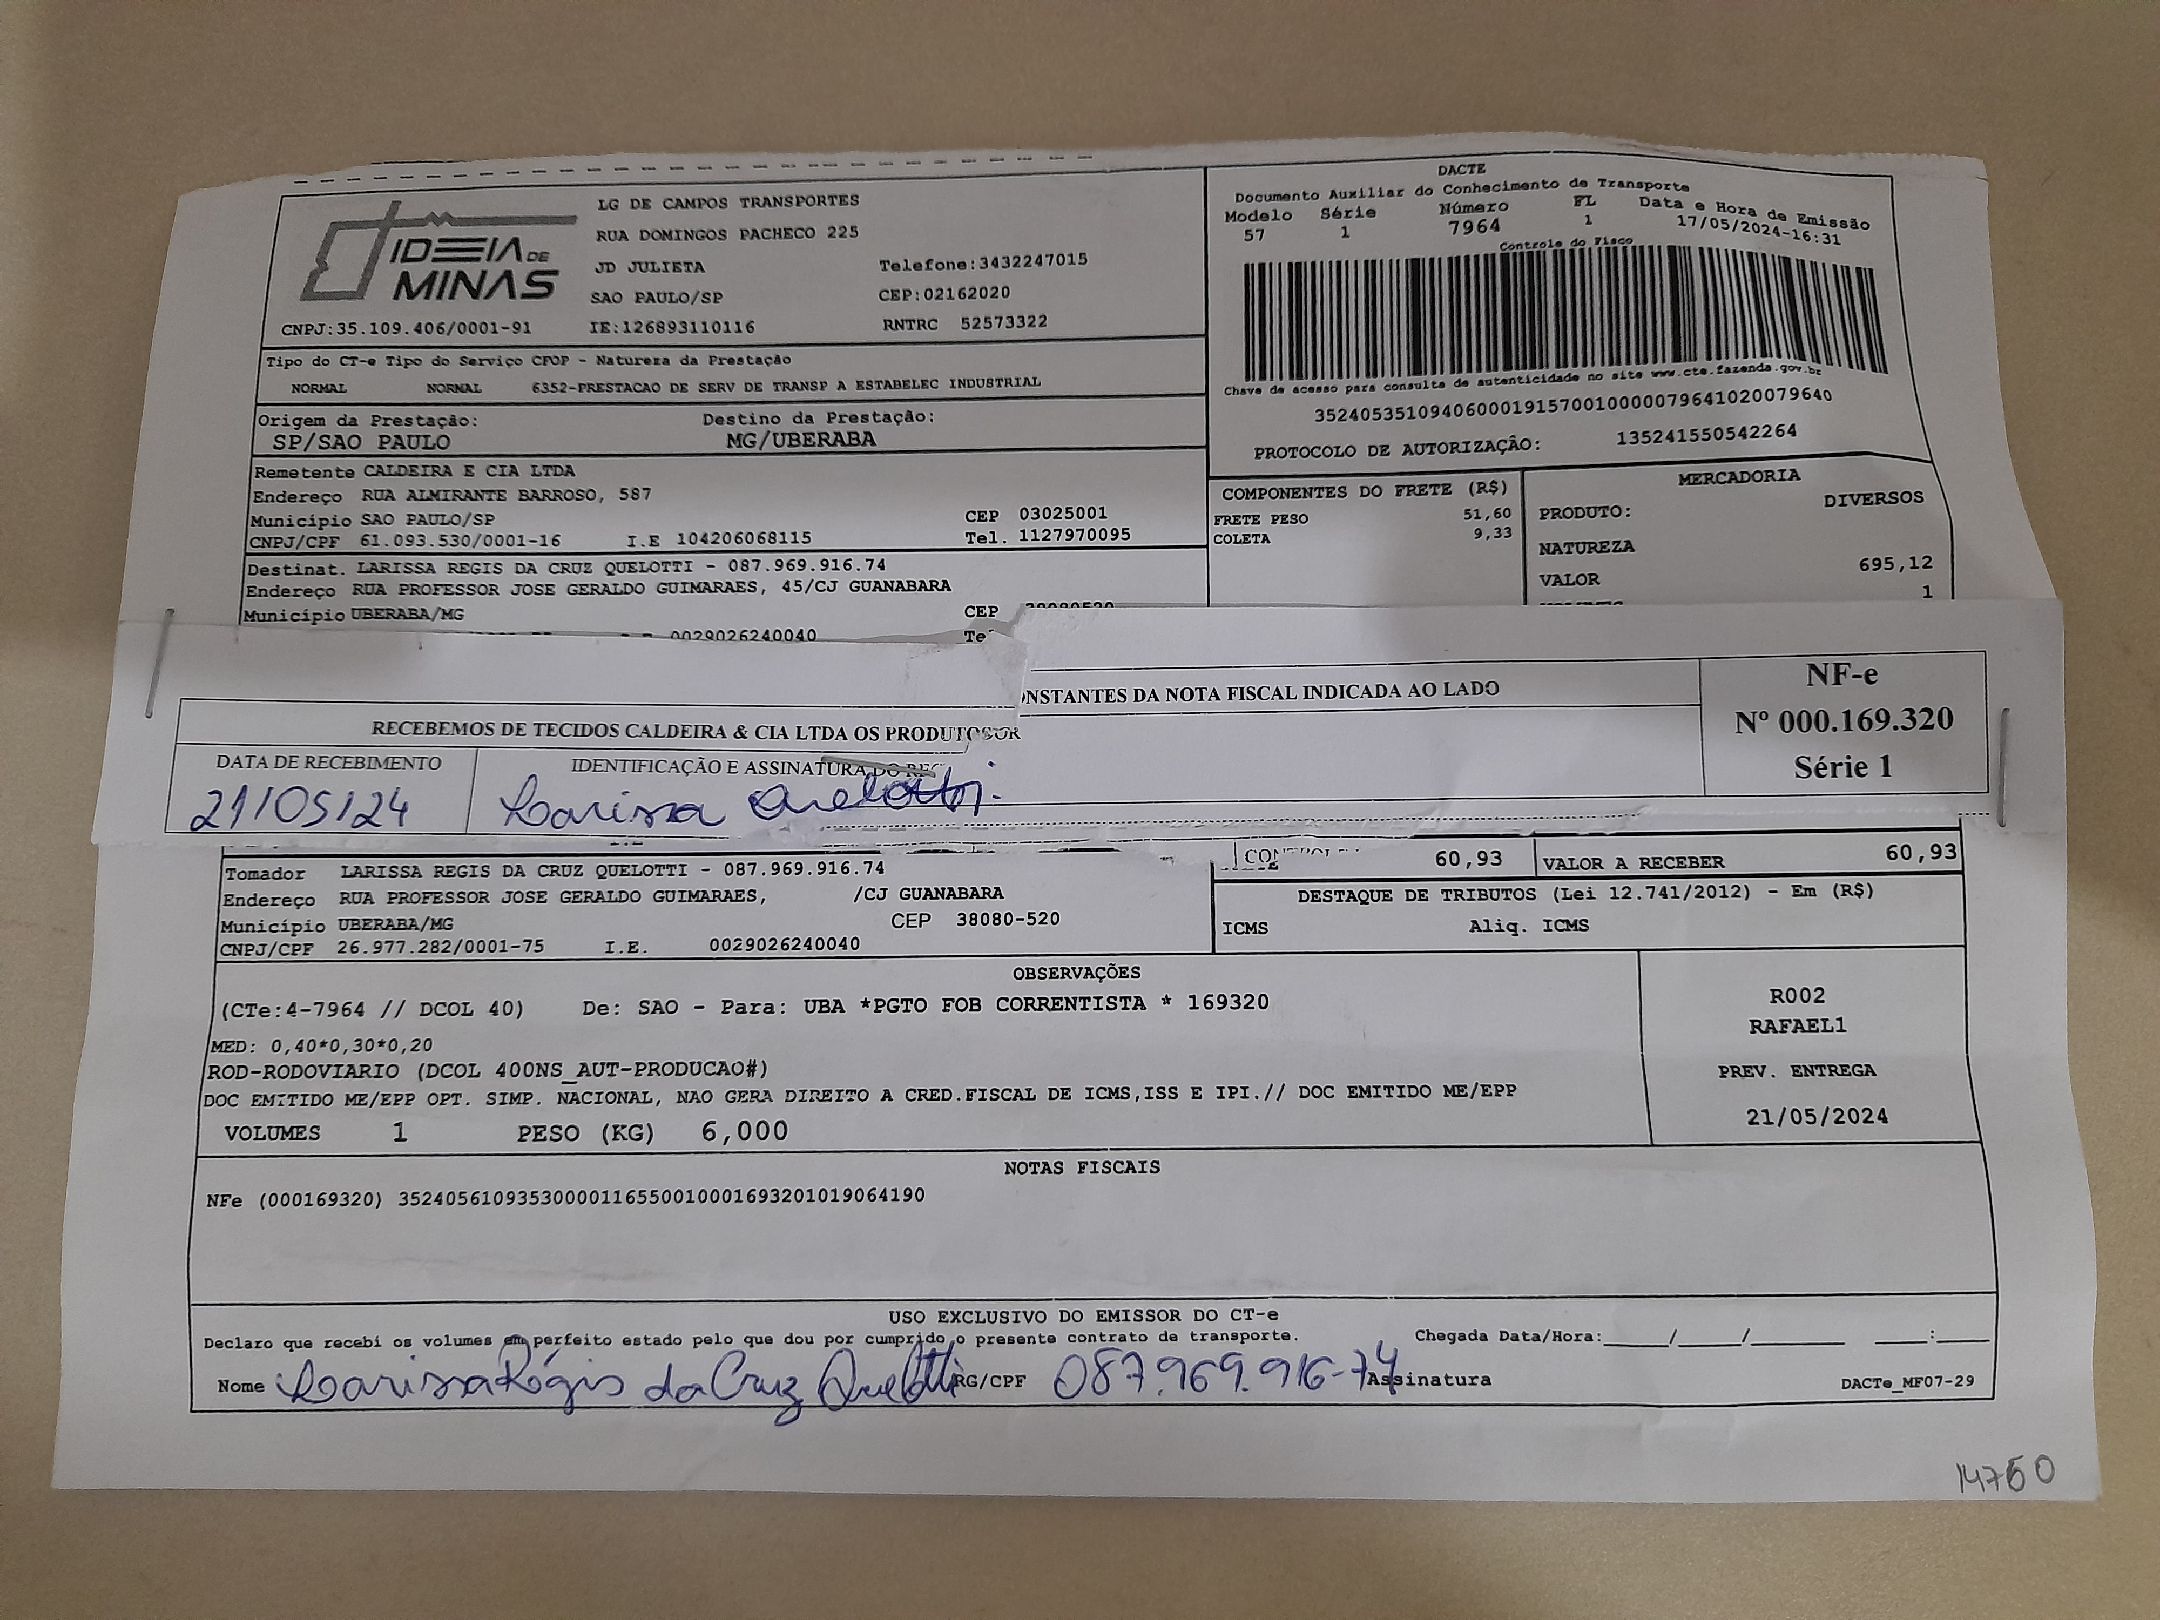 IDEIA DE MINAS
LG DE CAMPOS TRANSPORTES
RUA DOMINGOS PACHECO 225
JD JULIETA Telefone:3432247015
SAO PAULO/SP CEP:02162020
CNPJ:35.109.406/0001-91 IE:126893110116 RNTRC 52573322
DACTE
Documento Auxiliar do Conhecimento de Transporte
Modelo Série Número FL Data e Hora de Emissão
57 1 7964 1 17/05/2024-16:31
Controle do Fisco
Chave de acesso para consulta de autenticidade no site www.cte.fazenda.gov.br
35240535109406000191570010000079641020079640
PROTOCOLO DE AUTORIZAÇÃO: 135241550542264
Tipo do CT-e Tipo do Serviço CFOP - Natureza da Prestação
NORMAL NORMAL 6352-PRESTACAO DE SERV DE TRANSP A ESTABELEC INDUSTRIAL
Origem da Prestação: Destino da Prestação:
SP/SAO PAULO MG/UBERABA
Remetente CALDEIRA E CIA LTDA
Endereço RUA ALMIRANTE BARROSO, 587
Município SAO PAULO/SP CEP 03025001
CNPJ/CPF 61.093.530/0001-16 I.E 104206068115 Tel. 1127970095
Destinat. LARISSA REGIS DA CRUZ QUELOTTI - 087.969.916.74
Endereço RUA PROFESSOR JOSE GERALDO GUIMARAES, 45/CJ GUANABARA
Município UBERABA/MG CEP
0029026240040 Te
COMPONENTES DO FRETE (R$)
FRETE PESO 51,60
COLETA 9,33
MERCADORIA
PRODUTO: DIVERSOS
NATUREZA
VALOR 695,12
1
RECEBEMOS DE TECIDOS CALDEIRA & CIA LTDA OS PRODUTOS
ONSTANTES DA NOTA FISCAL INDICADA AO LADO
DATA DE RECEBIMENTO IDENTIFICAÇÃO E ASSINATURA DO
21/05/24 Larissa Quelotti.
NF-e
Nº 000.169.320
Série 1
60,93 VALOR A RECEBER 60,93
Tomador LARISSA REGIS DA CRUZ QUELOTTI - 087.969.916.74
Endereço RUA PROFESSOR JOSE GERALDO GUIMARAES, /CJ GUANABARA
Município UBERABA/MG CEP 38080-520
CNPJ/CPF 26.977.282/0001-75 I.E. 0029026240040
DESTAQUE DE TRIBUTOS (Lei 12.741/2012) - Em (R$)
ICMS Aliq. ICMS
OBSERVAÇÕES
(CTe:4-7964 // DCOL 40) De: SAO - Para: UBA *PGTO FOB CORRENTISTA * 169320
MED: 0,40*0,30*0,20
ROD-RODOVIARIO (DCOL 400NS_AUT-PRODUCAO#)
DOC EMITIDO ME/EPP OPT. SIMP. NACIONAL, NAO GERA DIREITO A CRED.FISCAL DE ICMS,ISS E IPI.// DOC EMITIDO ME/EPP
VOLUMES 1 PESO (KG) 6,000
R002
RAFAEL1
PREV. ENTREGA
21/05/2024
NOTAS FISCAIS
NFe (000169320) 35240561093530000116550010001693201019064190
USO EXCLUSIVO DO EMISSOR DO CT-e
Declaro que recebi os volumes em perfeito estado pelo que dou por cumprido o presente contrato de transporte. Chegada Data/Hora:____/____/______ ___:____
Nome Larissa Régis da Cruz Quelotti RG/CPF 087.969.916-74 Assinatura DACTe_MF07-29
14760